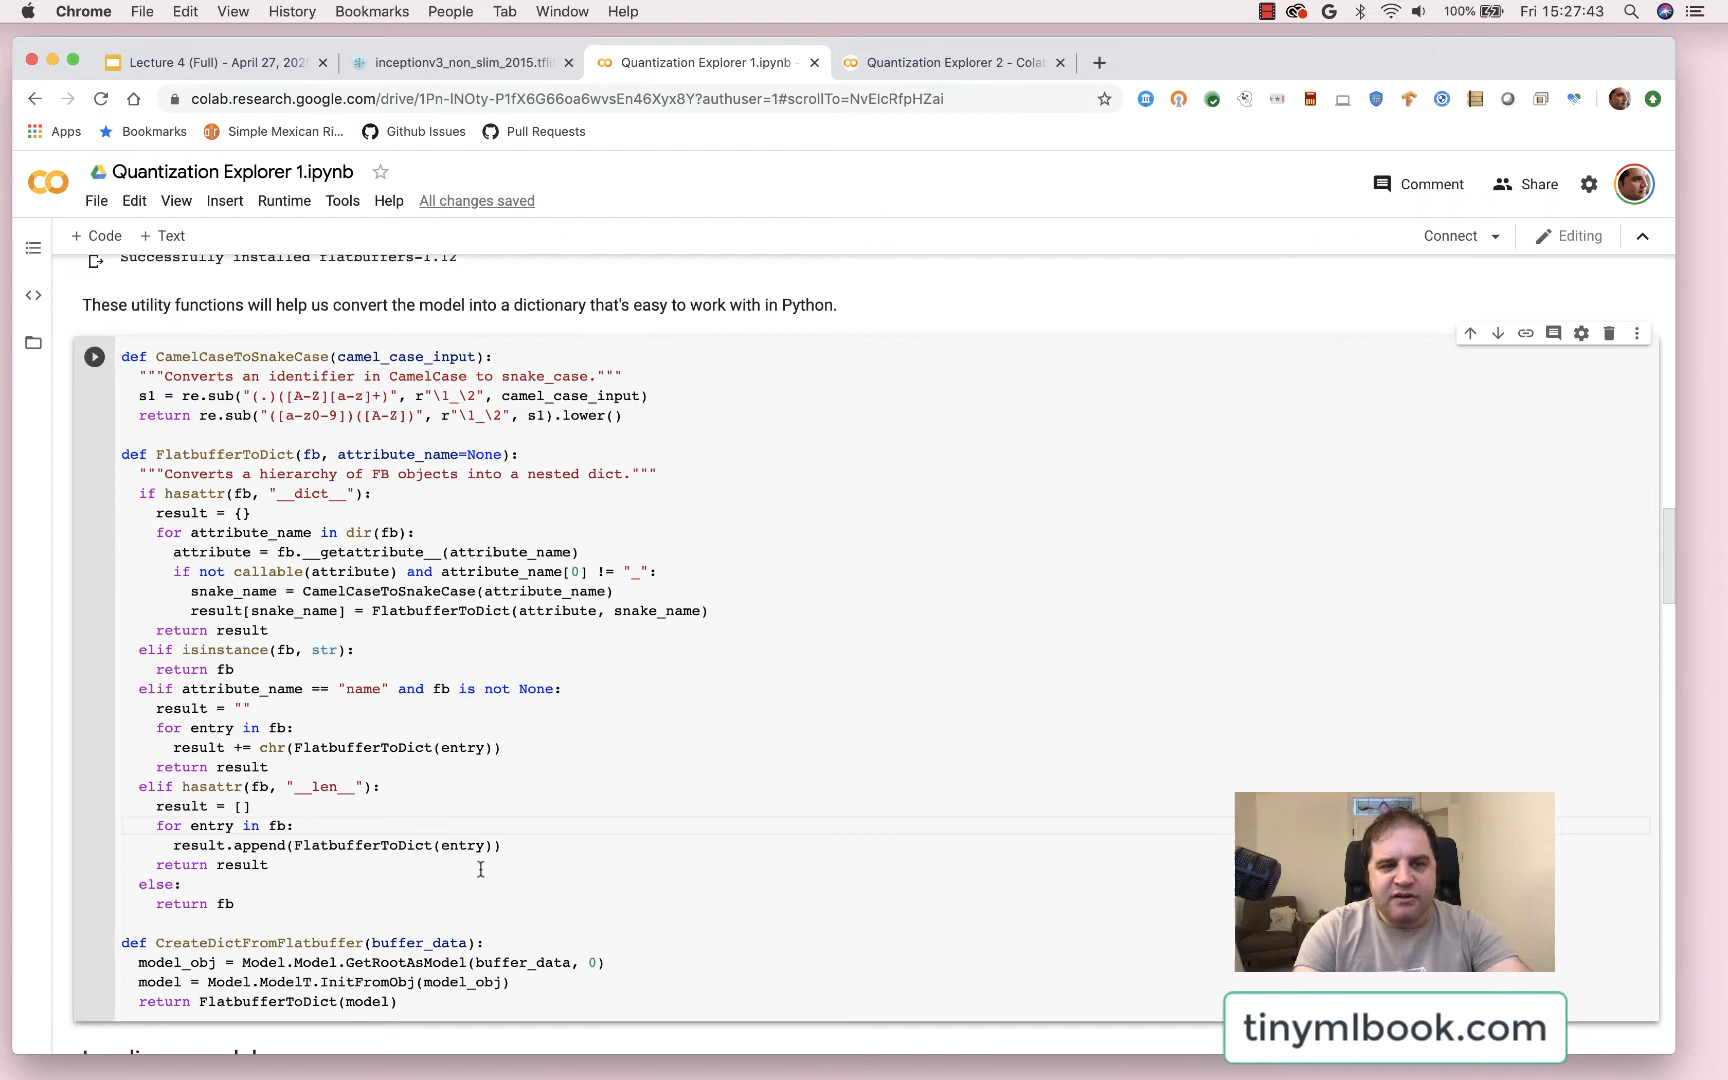 Chrome File Edit View History Bookmarks People Tab Window Help 100% Fri 15:27:43
Lecture 4 (Full) - April 27, 202 inceptionv3_non_slim_2015.tflit Quantization Explorer 1.ipynb - Quantization Explorer 2 - Colab
colab.research.google.com/drive/1Pn-INOty-P1fX6G66oa6wvsEn46Xyx8Y?authuser=1#scrollTo=NvElcRfpHZai
Apps Bookmarks Simple Mexican Ri... Github Issues Pull Requests
Quantization Explorer 1.ipynb
Comment Share
File Edit View Insert Runtime Tools Help All changes saved
+ Code + Text Connect Editing
Successfully installed flatbuffers-1.12
These utility functions will help us convert the model into a dictionary that's easy to work with in Python.
def CamelCaseToSnakeCase(camel_case_input):
"""Converts an identifier in CamelCase to snake_case."""
s1 = re.sub("(.)([A-Z][a-z]+)", r"\1_\2", camel_case_input)
return re.sub("([a-z0-9])([A-Z])", r"\1_\2", s1).lower()
def FlatbufferToDict(fb, attribute_name=None):
"""Converts a hierarchy of FB objects into a nested dict."""
if hasattr(fb, "__dict__"):
result = {}
for attribute_name in dir(fb):
attribute = fb.__getattribute__(attribute_name)
if not callable(attribute) and attribute_name[0] != "_":
snake_name = CamelCaseToSnakeCase(attribute_name)
result[snake_name] = FlatbufferToDict(attribute, snake_name)
return result
elif isinstance(fb, str):
return fb
elif attribute_name == "name" and fb is not None:
result = ""
for entry in fb:
result += chr(FlatbufferToDict(entry))
return result
elif hasattr(fb, "__len__"):
result = []
for entry in fb:
result.append(FlatbufferToDict(entry))
return result
else:
return fb
def CreateDictFromFlatbuffer(buffer_data):
model_obj = Model.Model.GetRootAsModel(buffer_data, 0)
model = Model.ModelT.InitFromObj(model_obj)
return FlatbufferToDict(model)
tinymlbook.com